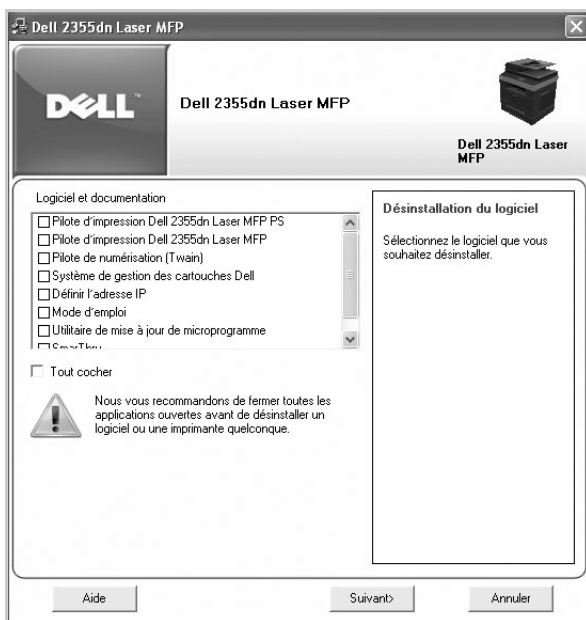 Dell 2355dn Laser MFP
DELL™
Dell 2355dn Laser MFP
Dell 2355dn Laser
MFP
Logiciel et documentation
Pilote d'impression Dell 2355dn Laser MFP PS
Pilote d'impression Dell 2355dn Laser MFP
Pilote de numérisation (Twain)
Système de gestion des cartouches Dell
Définir l'adresse IP
Mode d'emploi
Utilitaire de mise à jour de microprogramme
SmarThru
Tout cocher
Nous vous recommandons de fermer toutes les
applications ouvertes avant de désinstaller un
logiciel ou une imprimante quelconque.
Désinstallation du logiciel
Sélectionnez le logiciel que vous
souhaitez désinstaller.
Aide
Suivant>
Annuler